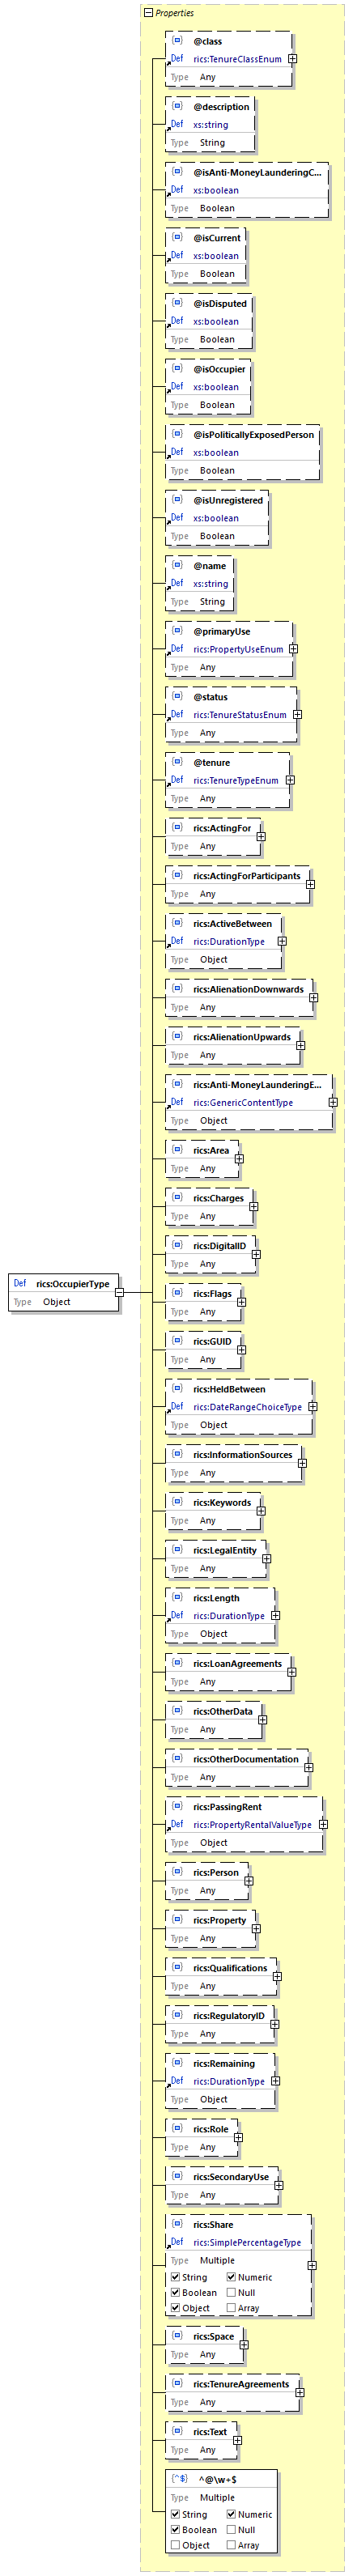 Properties
@class
Def rics:TenureClassEnum
Type Any
@description
Def xs:string
Type String
@isAnti-MoneyLaunderingC...
Def xs:boolean
Type Boolean
@isCurrent
Def xs:boolean
Type Boolean
@isDisputed
Def xs:boolean
Type Boolean
@isOccupier
Def xs:boolean
Type Boolean
@isPoliticallyExposedPerson
Def xs:boolean
Type Boolean
@isUnregistered
Def xs:boolean
Type Boolean
@name
Def xs:string
Type String
@primaryUse
Def rics:PropertyUseEnum
Type Any
@status
Def rics:TenureStatusEnum
Type Any
@tenure
Def rics:TenureTypeEnum
Type Any
rics:ActingFor
Type Any
rics:ActingForParticipants
Type Any
rics:ActiveBetween
Def rics:DurationType
Type Object
rics:AlienationDownwards
Type Any
rics:AlienationUpwards
Type Any
rics:Anti-MoneyLaunderingE...
Def rics:GenericContentType
Type Object
rics:Area
Type Any
rics:Charges
Type Any
rics:DigitalID
Type Any
Def rics:OccupierType
Type Object
rics:Flags
Type Any
rics:GUID
Type Any
rics:HeldBetween
Def rics:DateRangeChoiceType
Type Object
rics:InformationSources
Type Any
rics:Keywords
Type Any
rics:LegalEntity
Type Any
rics:Length
Def rics:DurationType
Type Object
rics:LoanAgreements
Type Any
rics:OtherData
Type Any
rics:OtherDocumentation
Type Any
rics:PassingRent
Def rics:PropertyRentalValueType
Type Object
rics:Person
Type Any
rics:Property
Type Any
rics:Qualifications
Type Any
rics:RegulatoryID
Type Any
rics:Remaining
Def rics:DurationType
Type Object
rics:Role
Type Any
rics:SecondaryUse
Type Any
rics:Share
Def rics:SimplePercentageType
Type Multiple
String Numeric
Boolean Null
Object Array
rics:Space
Type Any
rics:TenureAgreements
Type Any
rics:Text
Type Any
^@\w+$
Type Multiple
String Numeric
Boolean Null
Object Array